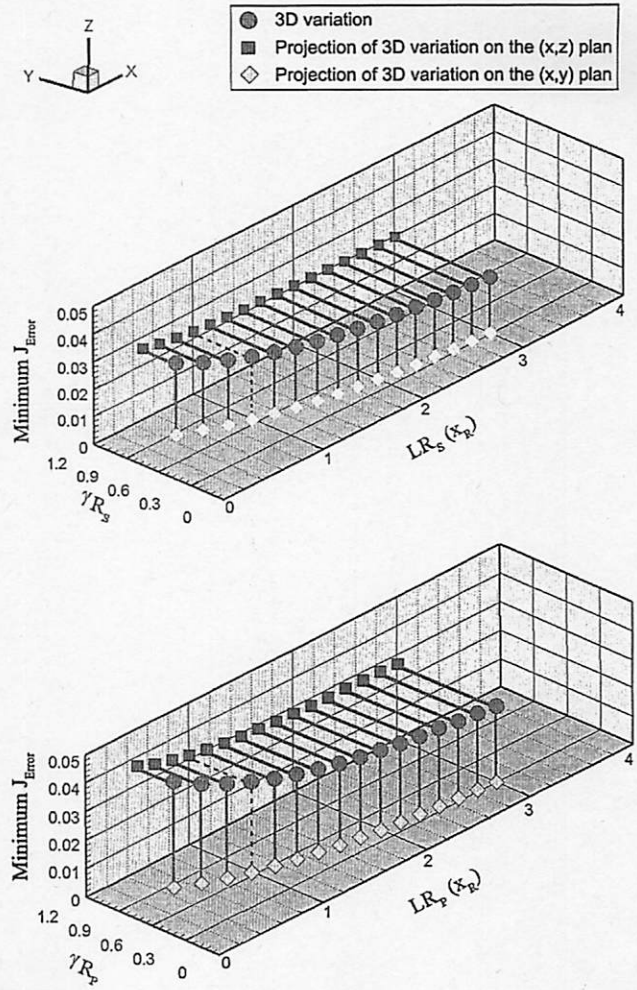 3D variation
Projection of 3D variation on the (x,z) plan
Projection of 3D variation on the (x,y) plan
Z
Y
X
Minimum J_Error
0.05
0.04
0.03
0.02
0.01
0
1.2
0.9
0.6
0.3
0
γR_S
0
1
2
3
4
LR_S (x_R)
Minimum J_Error
0.05
0.04
0.03
0.02
0.01
0
1.2
0.9
0.6
0.3
0
γR_P
0
1
2
3
4
LR_P (x_R)